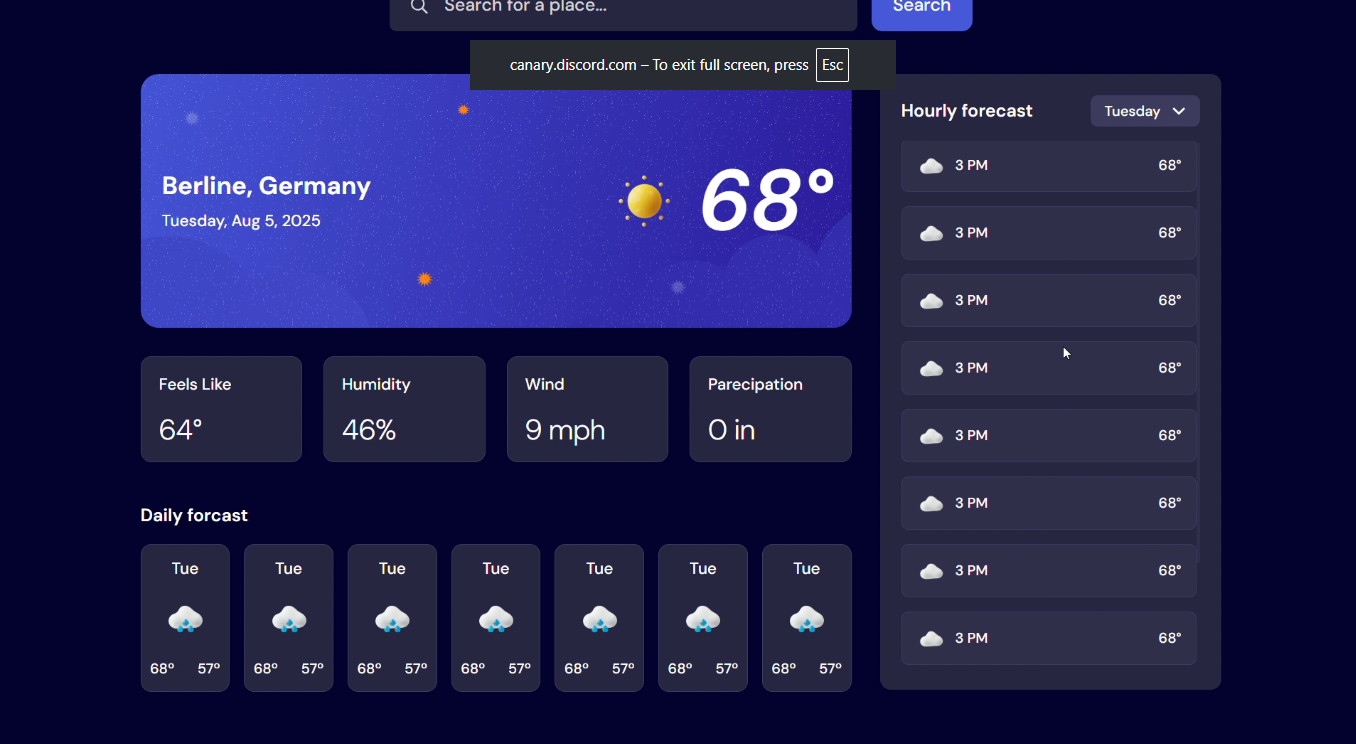 Search for a place...
Search
canary.discord.com – To exit full screen, press Esc
Berline, Germany
Tuesday, Aug 5, 2025
68°
Feels Like
64°
Humidity
46%
Wind
9 mph
Parecipation
0 in
Daily forcast
Tue
68° 57°
Tue
68° 57°
Tue
68° 57°
Tue
68° 57°
Tue
68° 57°
Tue
68° 57°
Tue
68° 57°
Hourly forecast
Tuesday
3 PM 68°
3 PM 68°
3 PM 68°
3 PM 68°
3 PM 68°
3 PM 68°
3 PM 68°
3 PM 68°